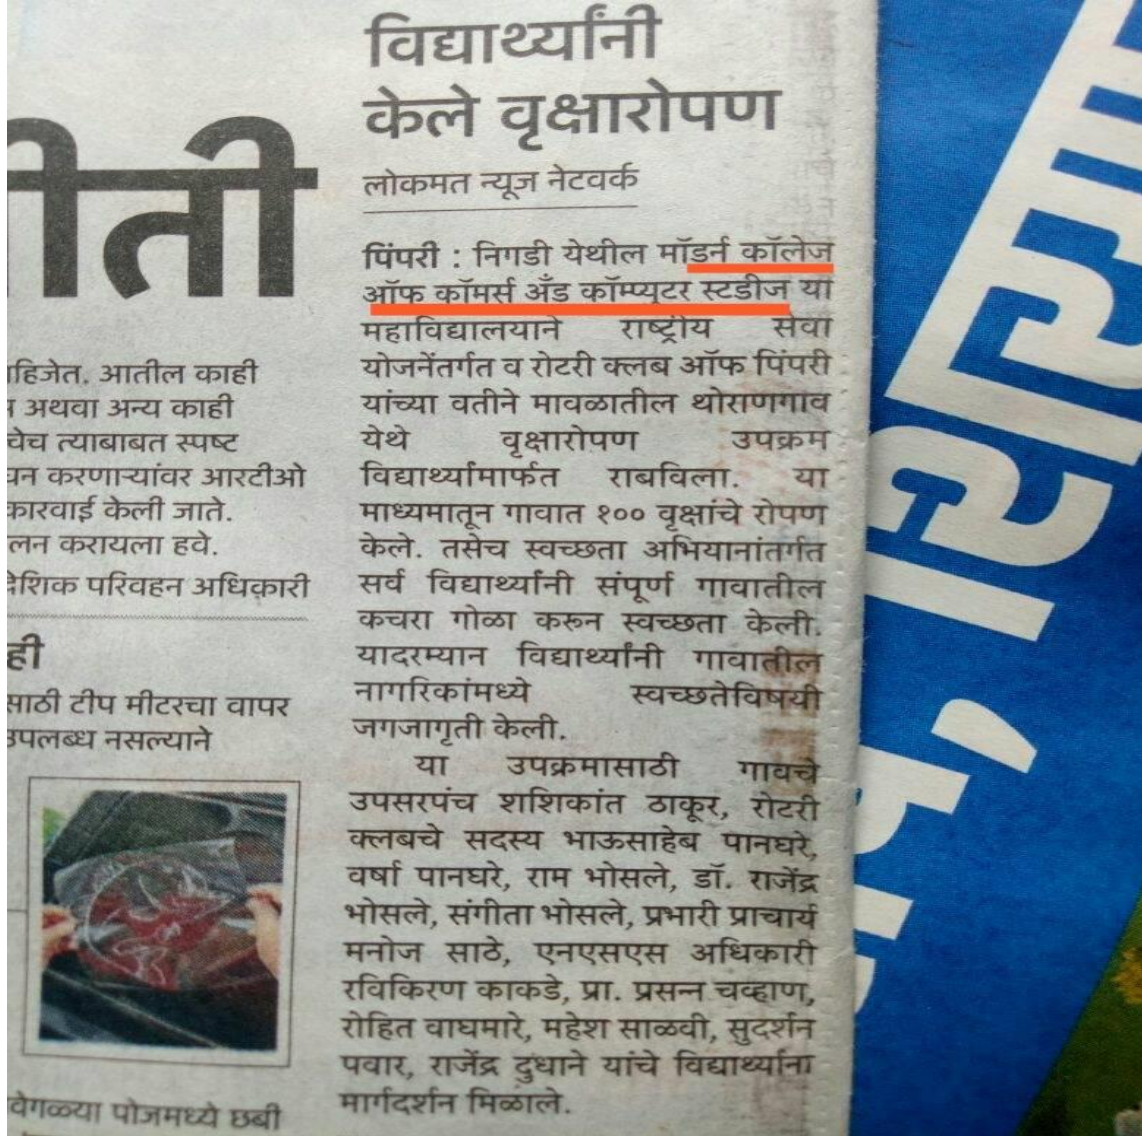 विद्यार्थ्यांनी
केले वृक्षारोपण
लोकमत न्यूज नेटवर्क
पिंपरी : निगडी येथील मॉडर्न कॉलेज
ऑफ कॉमर्स अँड कॉम्प्युटर स्टडीज या
महाविद्यालयाने राष्ट्रीय सेवा
योजनेंतर्गत व रोटरी क्लब ऑफ पिंपरी
यांच्या वतीने मावळातील थोराणगाव
येथे वृक्षारोपण उपक्रम
विद्यार्थ्यामार्फत राबविला. या
माध्यमातून गावात १०० वृक्षांचे रोपण
केले. तसेच स्वच्छता अभियानांतर्गत
सर्व विद्यार्थ्यांनी संपूर्ण गावातील
कचरा गोळा करून स्वच्छता केली.
यादरम्यान विद्यार्थ्यांनी गावातील
नागरिकांमध्ये स्वच्छतेविषयी
जगजागृती केली.
या उपक्रमासाठी गावचे
उपसरपंच शशिकांत ठाकूर, रोटरी
क्लबचे सदस्य भाऊसाहेब पानघरे,
वर्षा पानघरे, राम भोसले, डॉ. राजेंद्र
भोसले, संगीता भोसले, प्रभारी प्राचार्य
मनोज साठे, एनएसएस अधिकारी
रविकिरण काकडे, प्रा. प्रसन्न चव्हाण,
रोहित वाघमारे, महेश साळवी, सुदर्शन
पवार, राजेंद्र दुधाने यांचे विद्यार्थ्यांना
मार्गदर्शन मिळाले.
ीती
हिजेत. आतील काही
अथवा अन्य काही
चेच त्याबाबत स्पष्ट
करणाऱ्यांवर आरटीओ
कारवाई केली जाते.
लन करायला हवे.
देशिक परिवहन अधिकारी
ही
साठी टीप मीटरचा वापर
उपलब्ध नसल्याने
वेगळ्या पोजमध्ये छबी